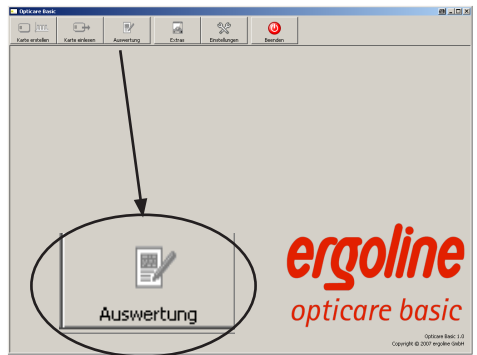 Opticare Basic
Karte erstellen Karte einlesen Auswertung Extras Einstellungen Beenden
Auswertung
ergoline
opticare basic
Opticare Basic 1.0
Copyright @ 2007 ergoline GmbH